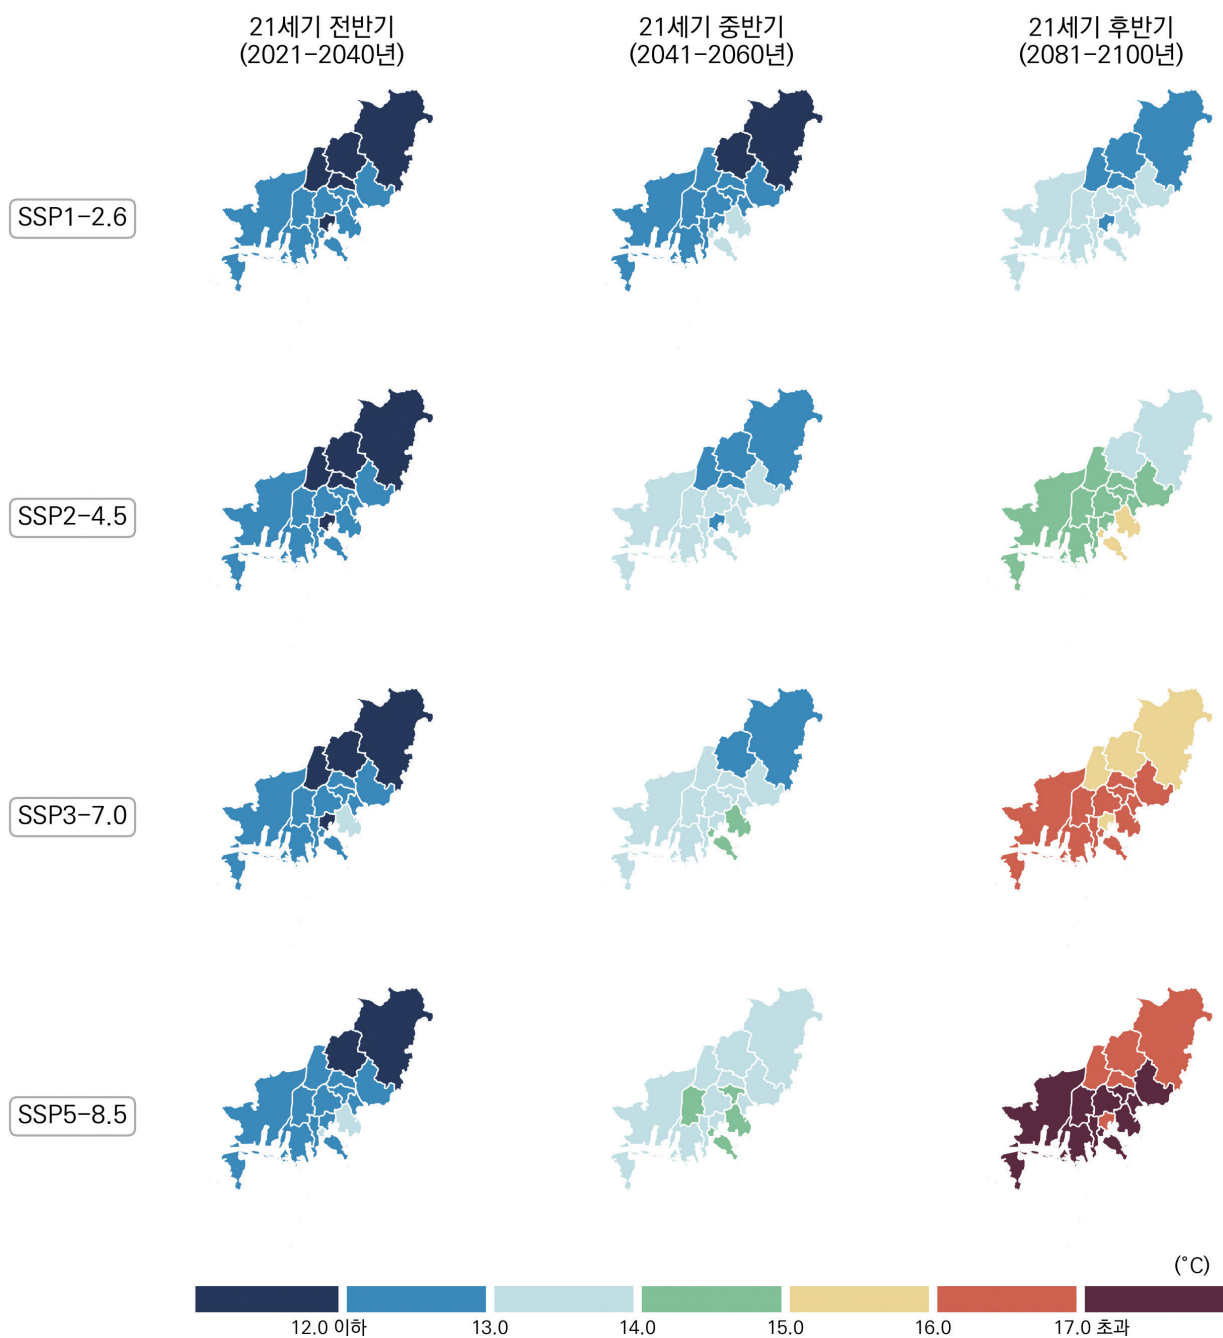 21세기 전반기
(2021-2040년)
21세기 중반기
(2041-2060년)
21세기 후반기
(2081-2100년)
SSP1-2.6
SSP2-4.5
SSP3-7.0
SSP5-8.5
(°C)
12.0 이하
13.0
14.0
15.0
16.0
17.0 초과